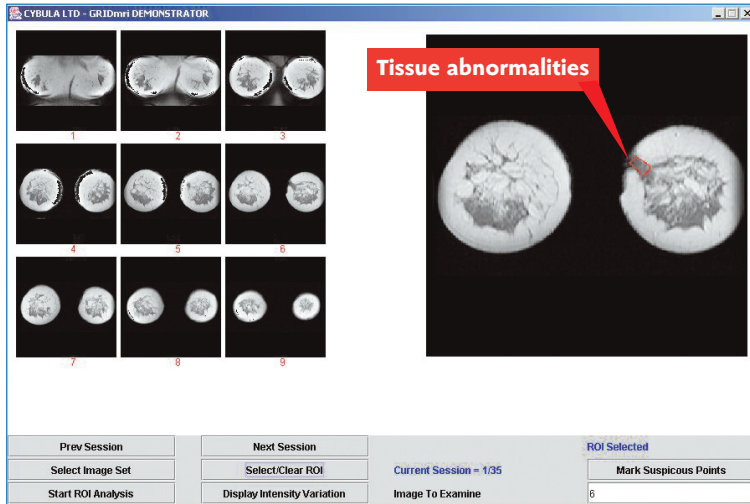 CYBULA LTD - GRIDmri DEMONSTRATOR
Tissue abnormalities
1 2 3
4 5 6
7 8 9
Prev Session Next Session ROI Selected
Select Image Set Select/Clear ROI Current Session = 1/35 Mark Suspicous Points
Start ROI Analysis Display Intensity Variation Image To Examine 6